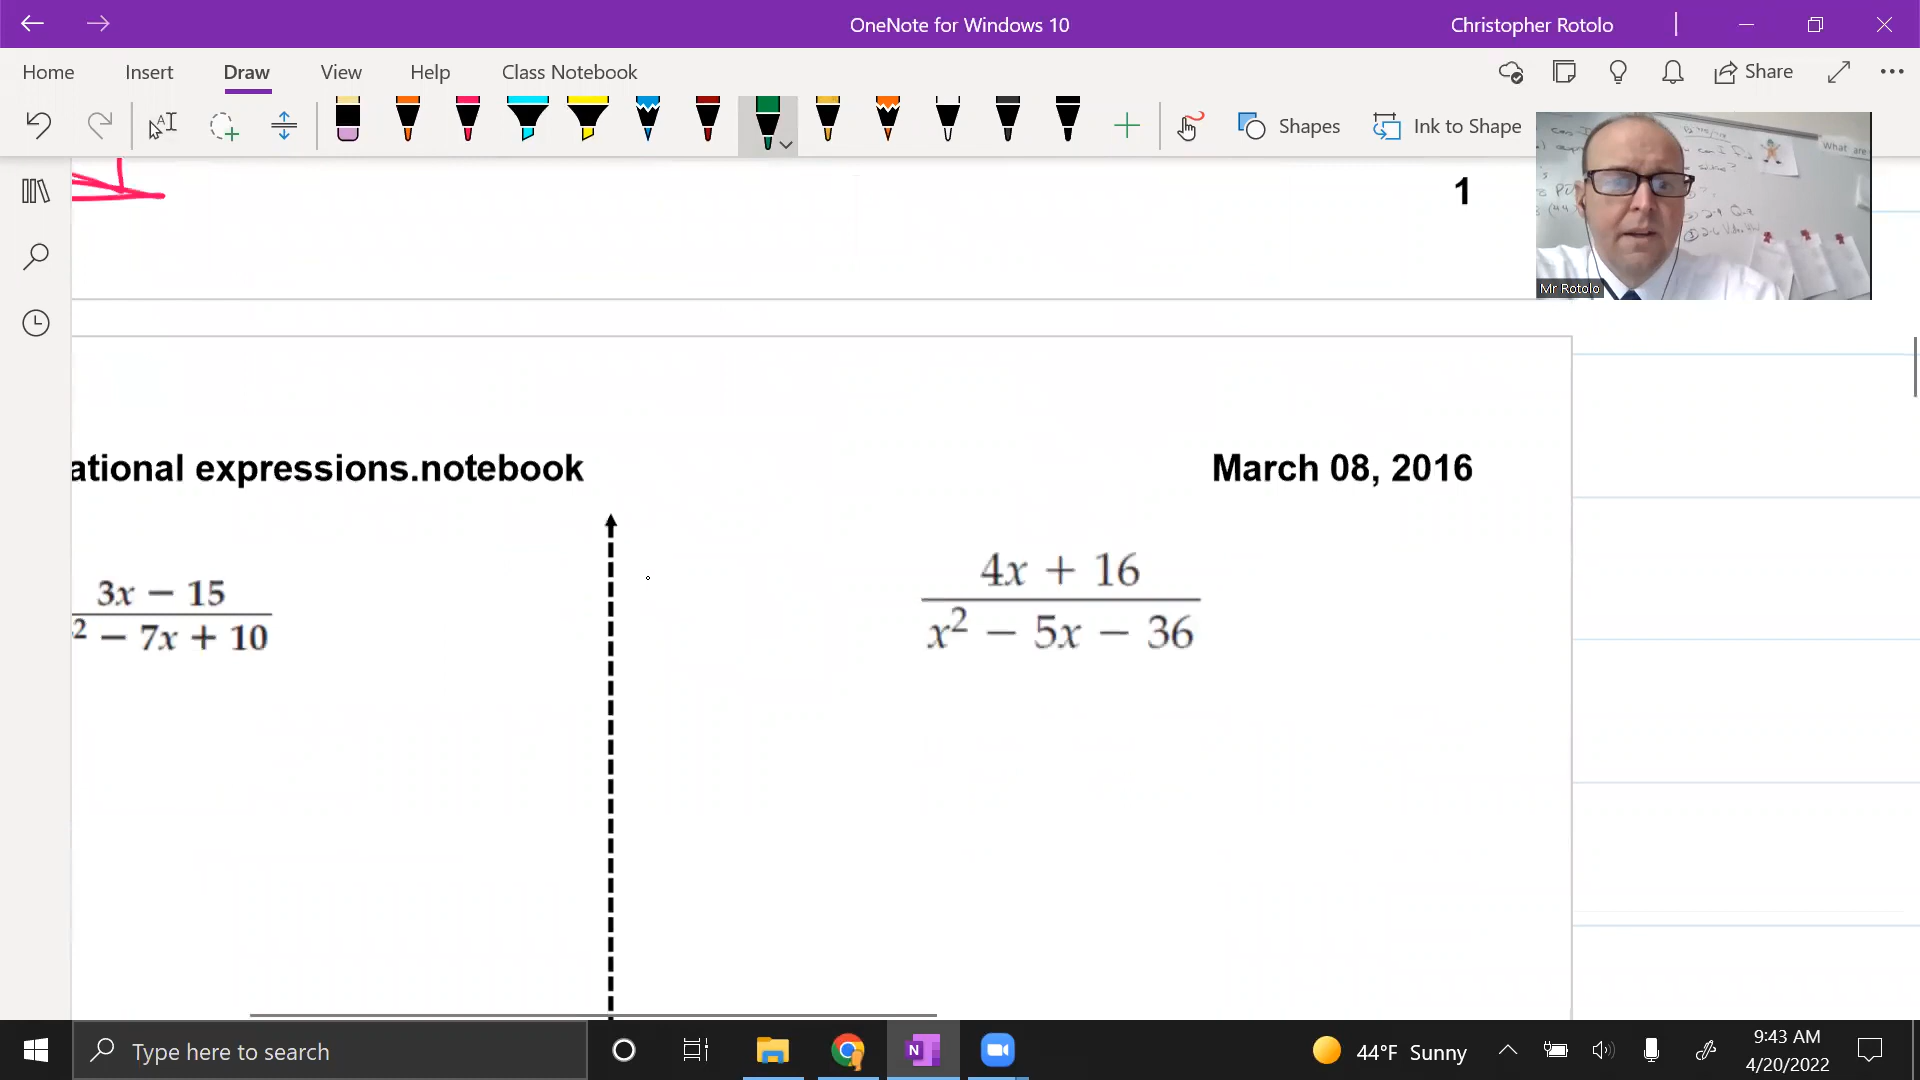 OneNote for Windows 10
Christopher Rotolo
Home Insert Draw View Help Class Notebook
Share
Shapes
Ink to Shape
What are
Mr Rotolo
1
ational expressions.notebook
March 08, 2016
3x − 15
2 − 7x + 10
4x + 16
x² − 5x − 36
Type here to search
44°F Sunny
9:43 AM
4/20/2022